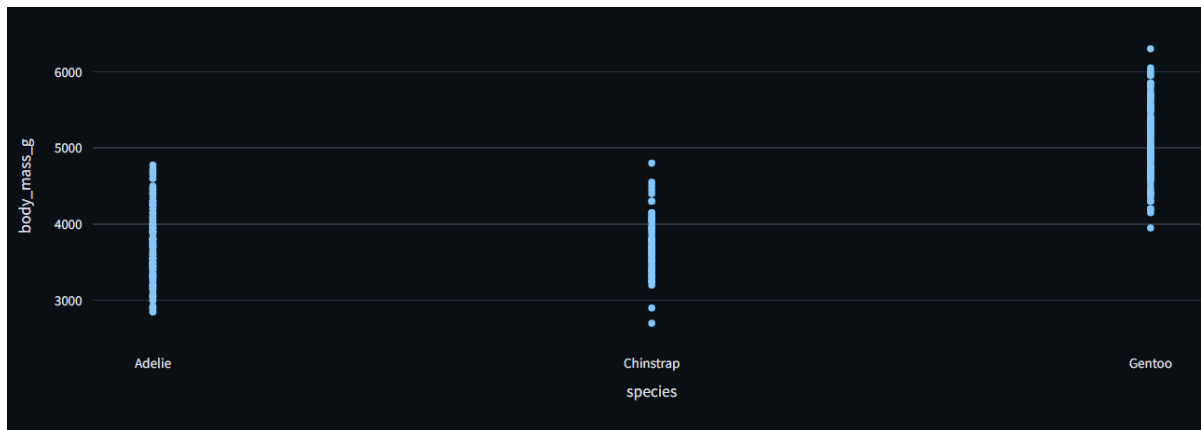 6000
5000
4000
3000
body_mass_g
Adelie
Chinstrap
Gentoo
species